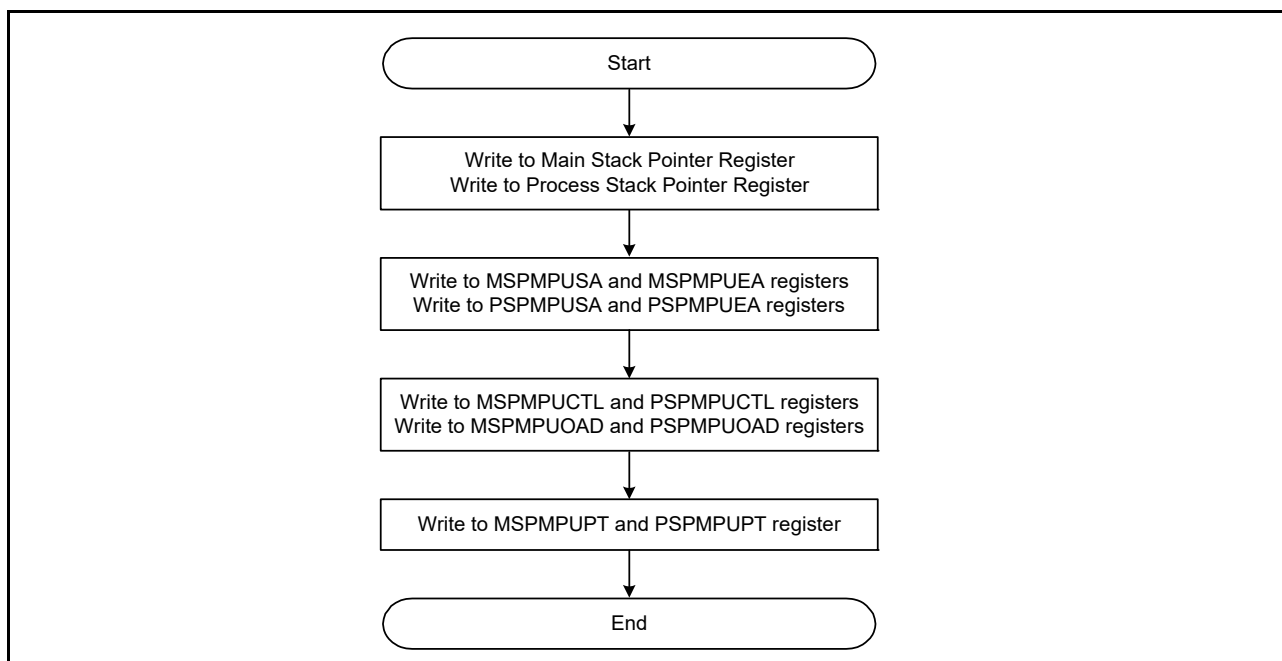 Start
Write to Main Stack Pointer Register
Write to Process Stack Pointer Register
Write to MSPMPUSA and MSPMPUEA registers
Write to PSPMPUSA and PSPMPUEA registers
Write to MSPMPUCTL and PSPMPUCTL registers
Write to MSPMPUOAD and PSPMPUOAD registers
Write to MSPMPUPT and PSPMPUPT register
End